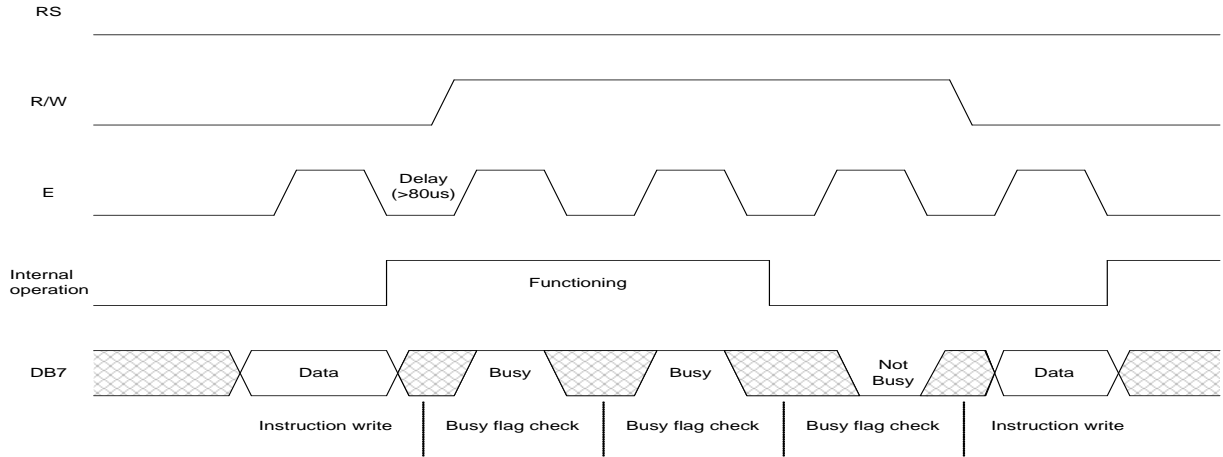 RS
R/W
E
Delay
(>80us)
Internal
operation
Functioning
DB7
Data
Busy
Busy
Not
Busy
Data
Instruction write
Busy flag check
Busy flag check
Busy flag check
Instruction write